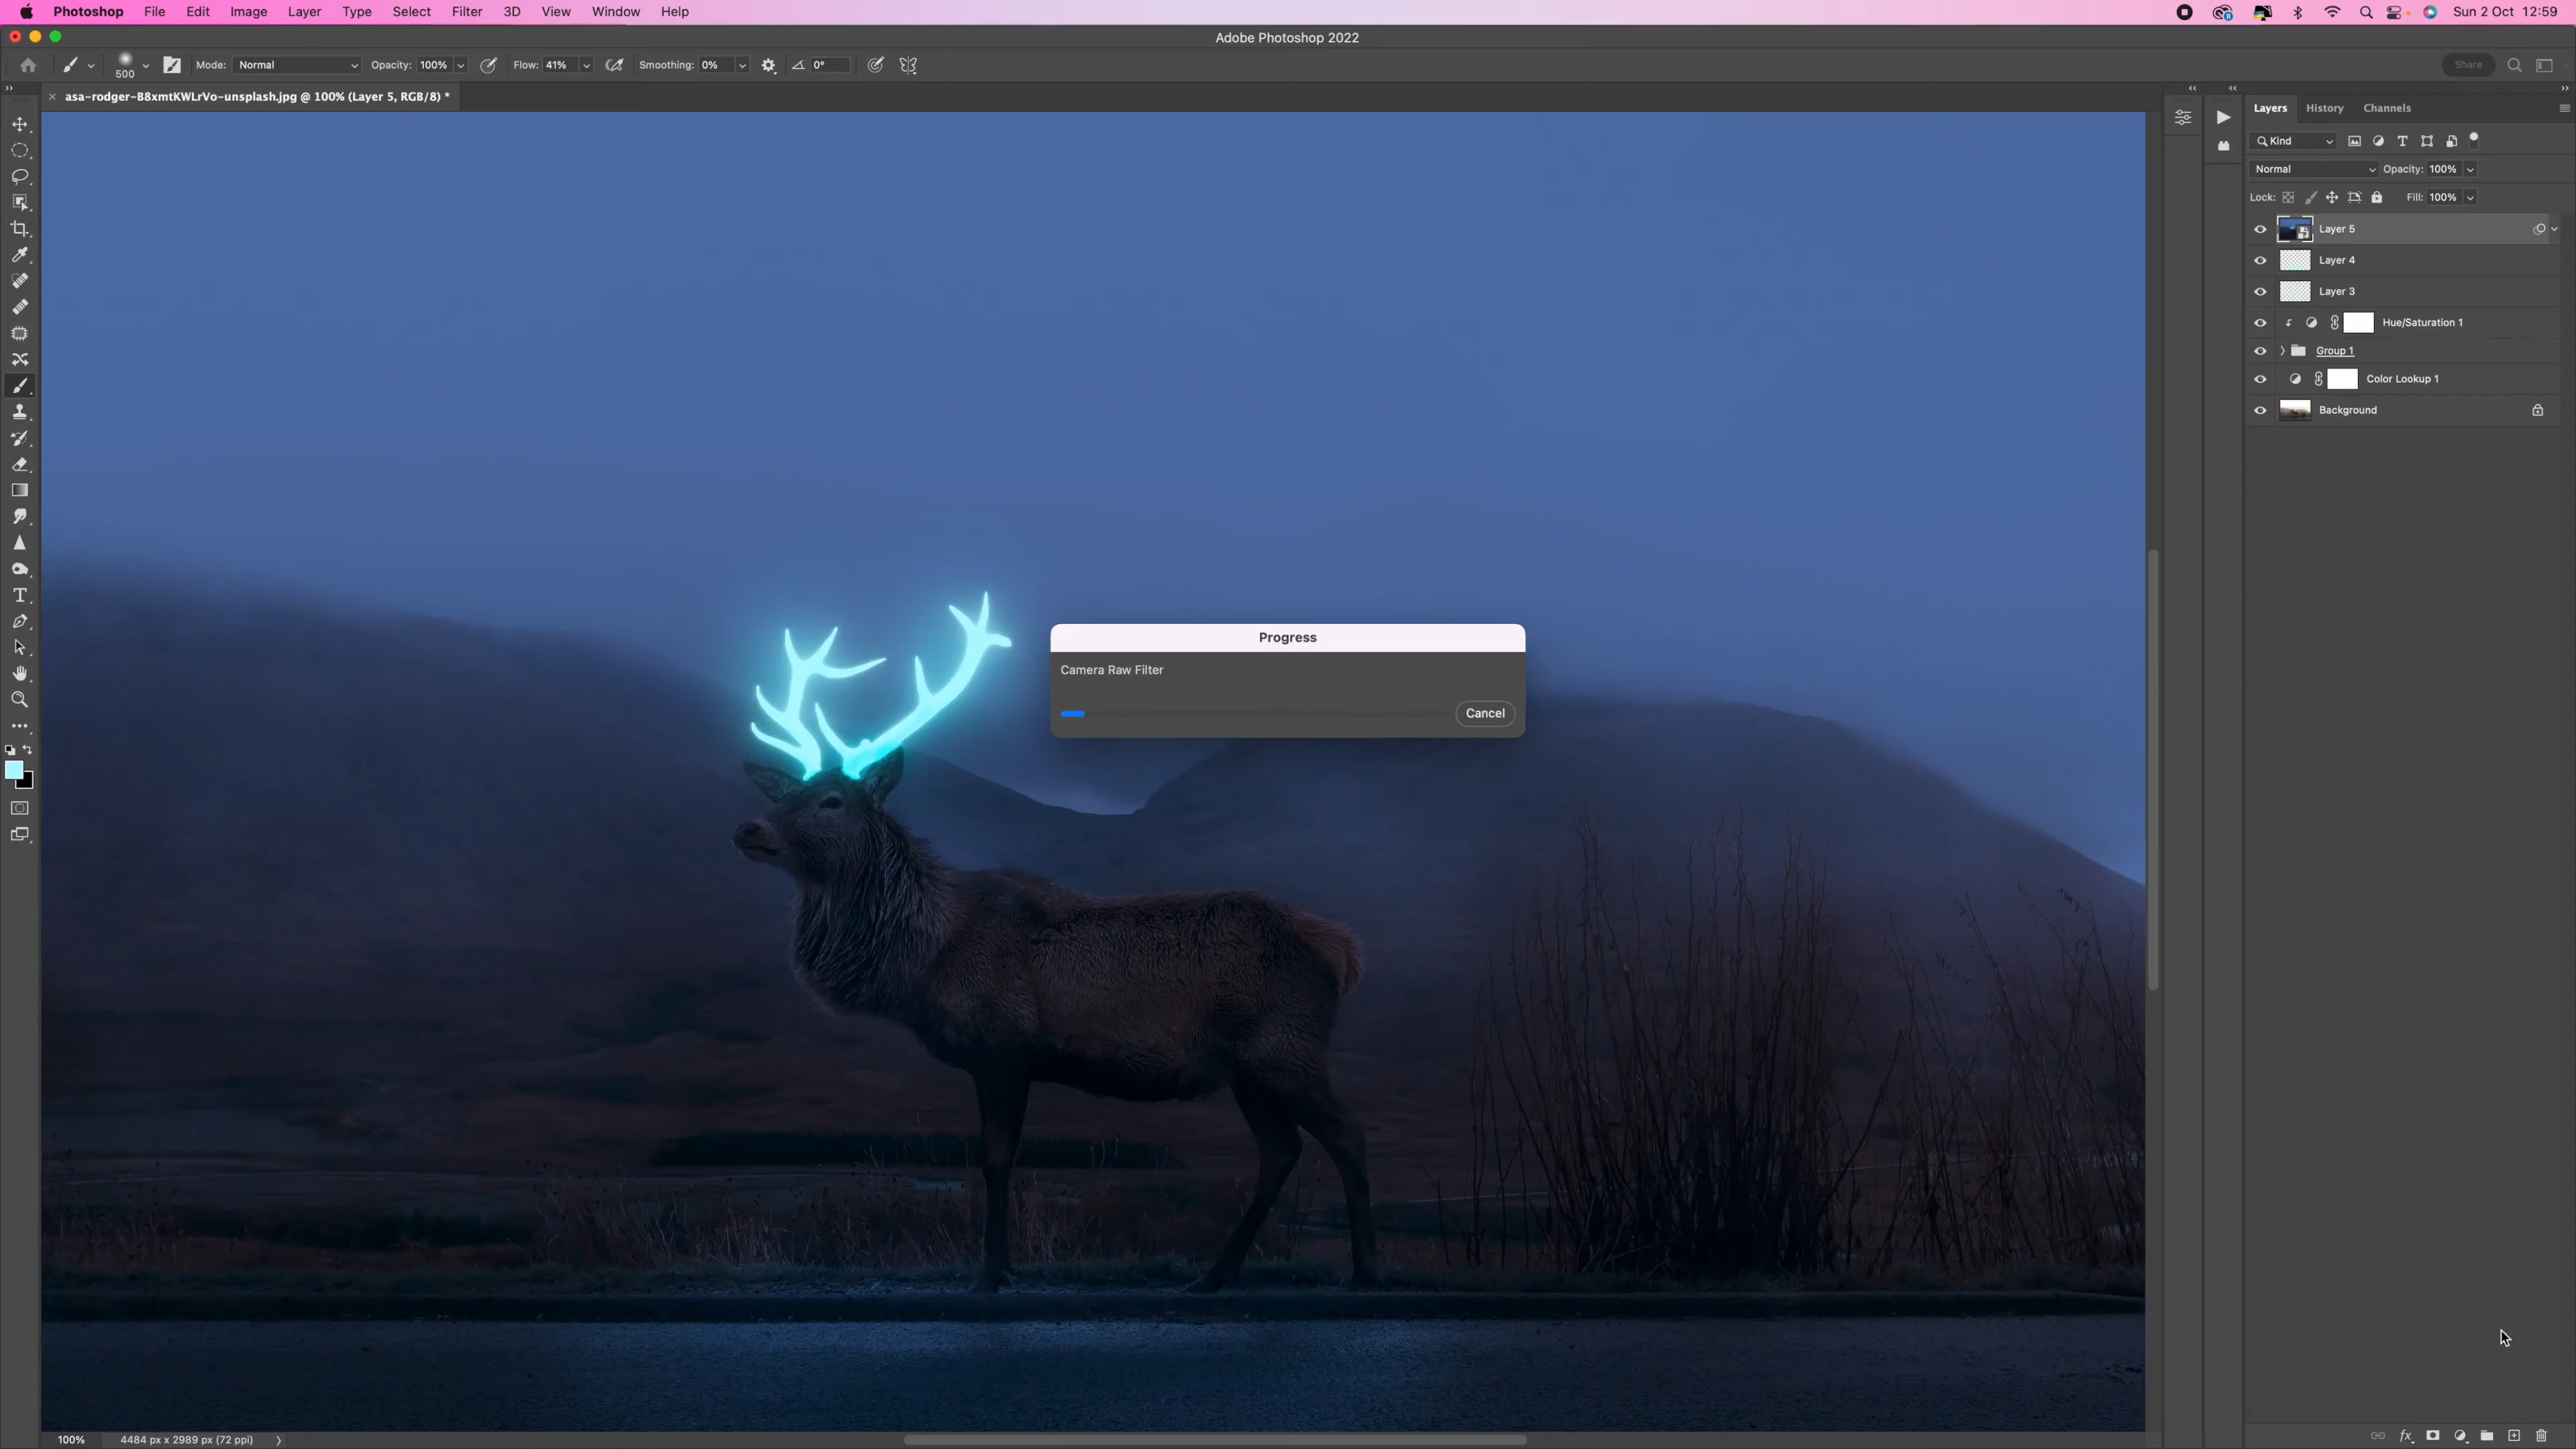 Photoshop File Edit Image Layer Type Select Filter 3D View Window Help Sun 2 Oct 12:59
Adobe Photoshop 2022
500 Mode: Normal Opacity: 100% Flow: 41% Smoothing: 0% 0° Share
asa-rodger-B8xmtKWLrVo-unsplash.jpg @ 100% (Layer 5, RGB/8) *
Layers History Channels
Kind
Normal Opacity: 100%
Lock: Fill: 100%
Layer 5
Layer 4
Layer 3
Hue/Saturation 1
Group 1
Color Lookup 1
Background
Progress
Camera Raw Filter
Cancel
100% 4484 px x 2989 px (72 ppi)
fx